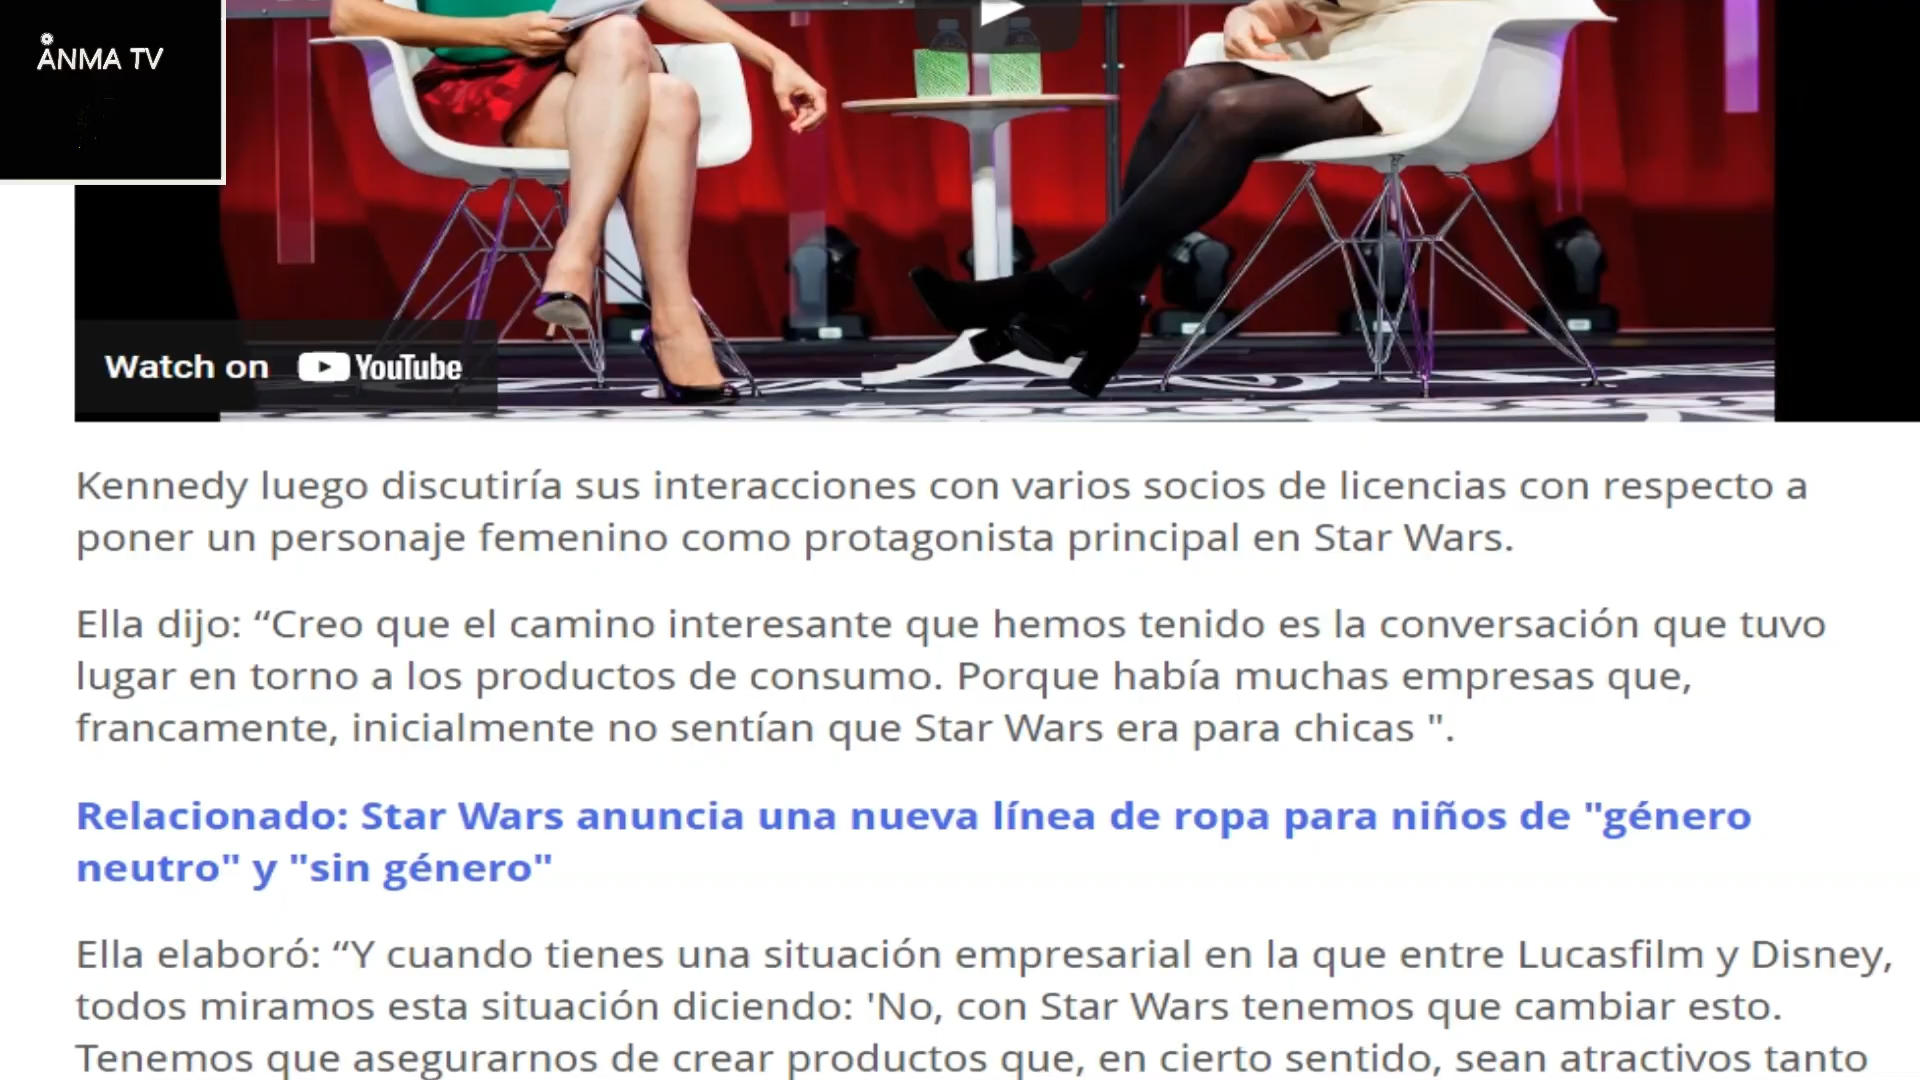 ÅNMA TV
Watch on YouTube
Kennedy luego discutiría sus interacciones con varios socios de licencias con respecto a
poner un personaje femenino como protagonista principal en Star Wars.
Ella dijo: “Creo que el camino interesante que hemos tenido es la conversación que tuvo
lugar en torno a los productos de consumo. Porque había muchas empresas que,
francamente, inicialmente no sentían que Star Wars era para chicas ".
Relacionado: Star Wars anuncia una nueva línea de ropa para niños de "género
neutro" y "sin género"
Ella elaboró: “Y cuando tienes una situación empresarial en la que entre Lucasfilm y Disney,
todos miramos esta situación diciendo: 'No, con Star Wars tenemos que cambiar esto.
Tenemos que asegurarnos de crear productos que, en cierto sentido, sean atractivos tanto